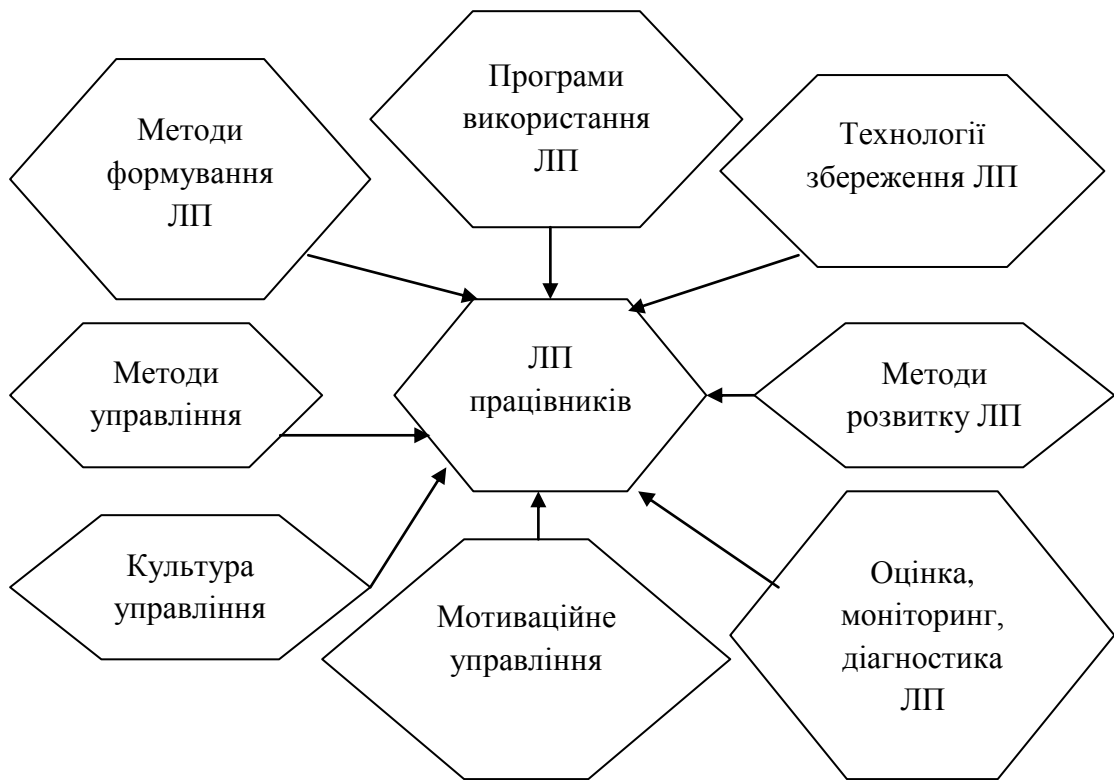 Методи
формування
ЛП
Програми
використання
ЛП
Технології
збереження ЛП
Методи
управління
ЛП
працівників
Методи
розвитку ЛП
Культура
управління
Мотиваційне
управління
Оцінка,
моніторинг,
діагностика
ЛП